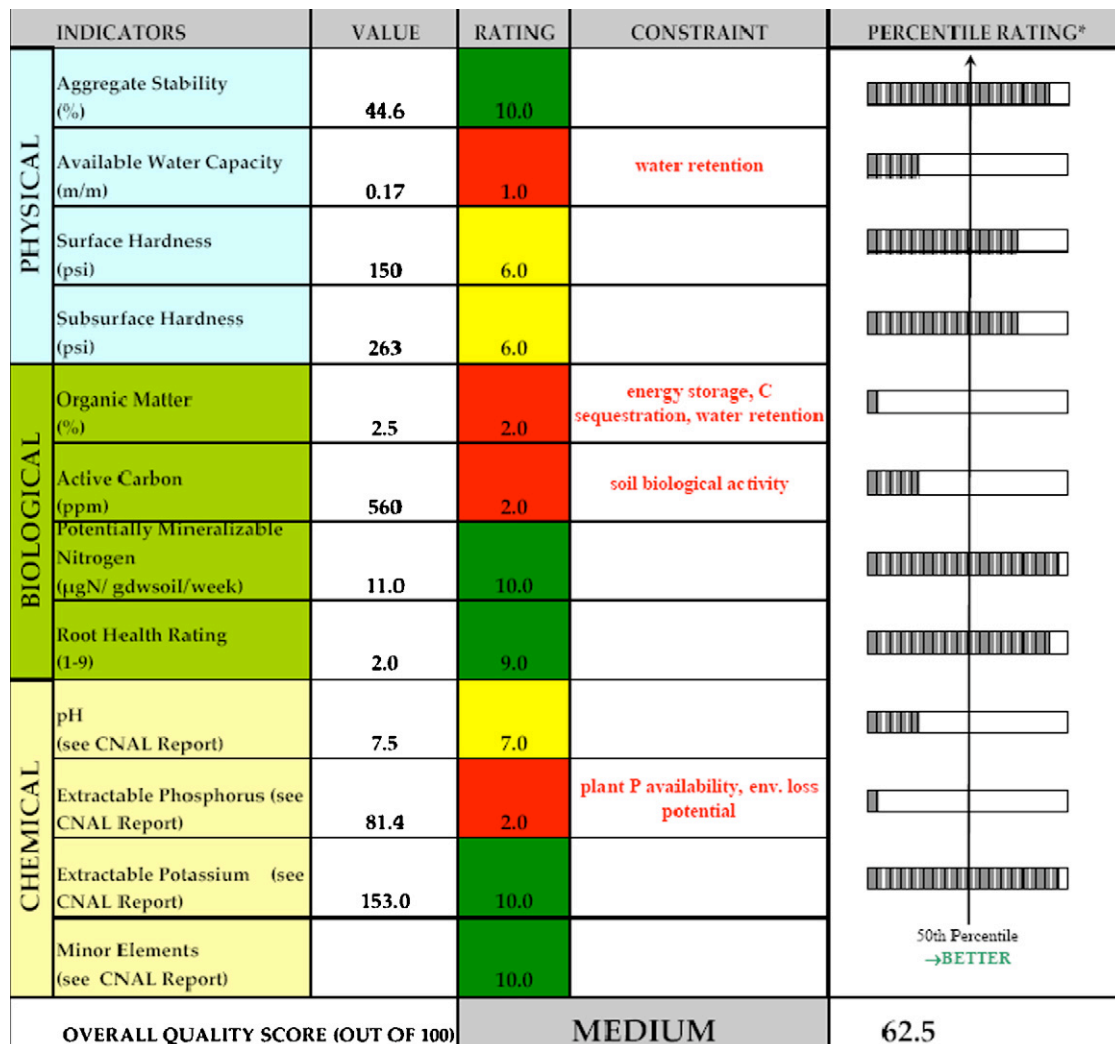 INDICATORS VALUE RATING CONSTRAINT PERCENTILE RATING*
PHYSICAL
Aggregate Stability
(%) 44.6 10.0
Available Water Capacity
(m/m) 0.17 1.0 water retention
Surface Hardness
(psi) 150 6.0
Subsurface Hardness
(psi) 263 6.0
BIOLOGICAL
Organic Matter
(%) 2.5 2.0 energy storage, C
sequestration, water retention
Active Carbon
(ppm) 560 2.0 soil biological activity
Potentially Mineralizable
Nitrogen
(µgN/ gdwsoil/week) 11.0 10.0
Root Health Rating
(1-9) 2.0 9.0
CHEMICAL
pH
(see CNAL Report) 7.5 7.0
Extractable Phosphorus (see
CNAL Report) 81.4 2.0 plant P availability, env. loss
potential
Extractable Potassium (see
CNAL Report) 153.0 10.0
Minor Elements
(see CNAL Report) 10.0
50th Percentile
→BETTER
OVERALL QUALITY SCORE (OUT OF 100) MEDIUM 62.5